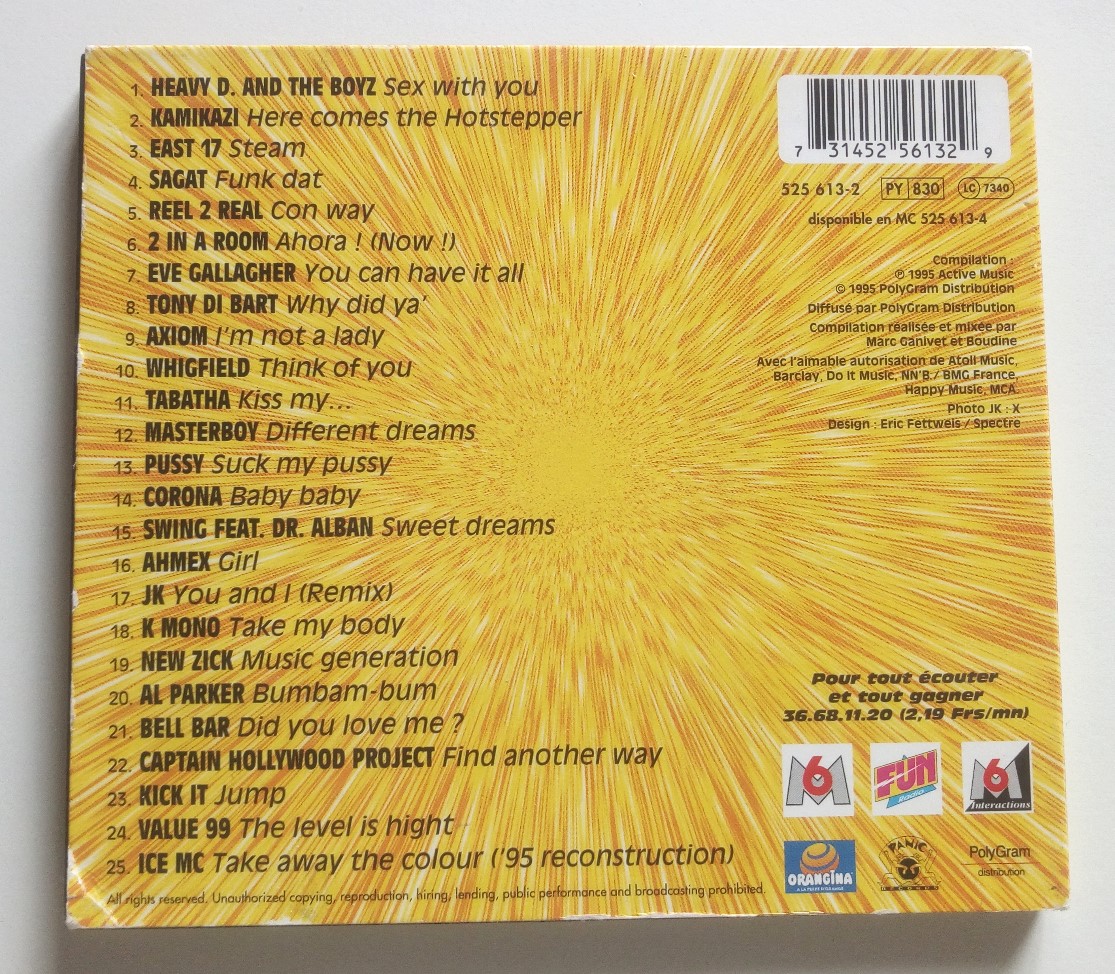 1. HEAVY D. AND THE BOYZ Sex with you
2. KAMIKAZI Here comes the Hotstepper
3. EAST 17 Steam
4. SAGAT Funk dat
5. REEL 2 REAL Con way
6. 2 IN A ROOM Ahora ! (Now !)
7. EVE GALLAGHER You can have it all
8. TONY DI BART Why did ya'
9. AXIOM I'm not a lady
10. WHIGFIELD Think of you
11. TABATHA Kiss my...
12. MASTERBOY Different dreams
13. PUSSY Suck my pussy
14. CORONA Baby baby
15. SWING FEAT. DR. ALBAN Sweet dreams
16. AHMEX Girl
17. JK You and I (Remix)
18. K MONO Take my body
19. NEW ZICK Music generation
20. AL PARKER Bumbam-bum
21. BELL BAR Did you love me ?
22. CAPTAIN HOLLYWOOD PROJECT Find another way
23. KICK IT Jump
24. VALUE 99 The level is hight
25. ICE MC Take away the colour ('95 reconstruction)
All rights reserved. Unauthorized copying, reproduction, hiring, lending, public performance and broadcasting prohibited.
7 31452 56132 9
525 613-2 PY 830 LC 7340
disponible en MC 525 613-4
Compilation :
℗ 1995 Active Music
© 1995 PolyGram Distribution
Diffusé par PolyGram Distribution
Compilation réalisée et mixée par
Marc Ganivet et Boudine
Avec l'aimable autorisation de Atoll Music,
Barclay, Do It Music, NN'B./ BMG France,
Happy Music, MCA.
Photo JK : X
Design : Eric Fettweis / Spectre
Pour tout écouter
et tout gagner
36.68.11.20 (2,19 Frs/mn)
M6
FUN
Radio
M6
Interactions
ORANGINA
PANIC
RECORDS
PolyGram
distribution